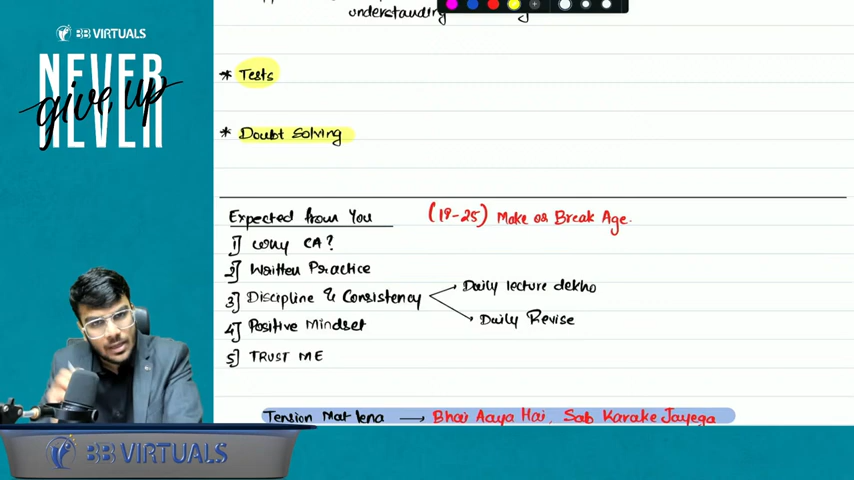 understanding
BB VIRTUALS
NEVER
give up
NEVER
* Tests
* Doubt Solving
Expected from You (19-25) Make or Break Age.
1] Why CA?
2] Written Practice
3] Discipline & Consistency
Daily lecture dekho
Daily Revise
4] Positive Mindset
5] TRUST ME
Tension Mat lena → Bhai Aaya Hai, Sab Karake Jayega
BB VIRTUALS